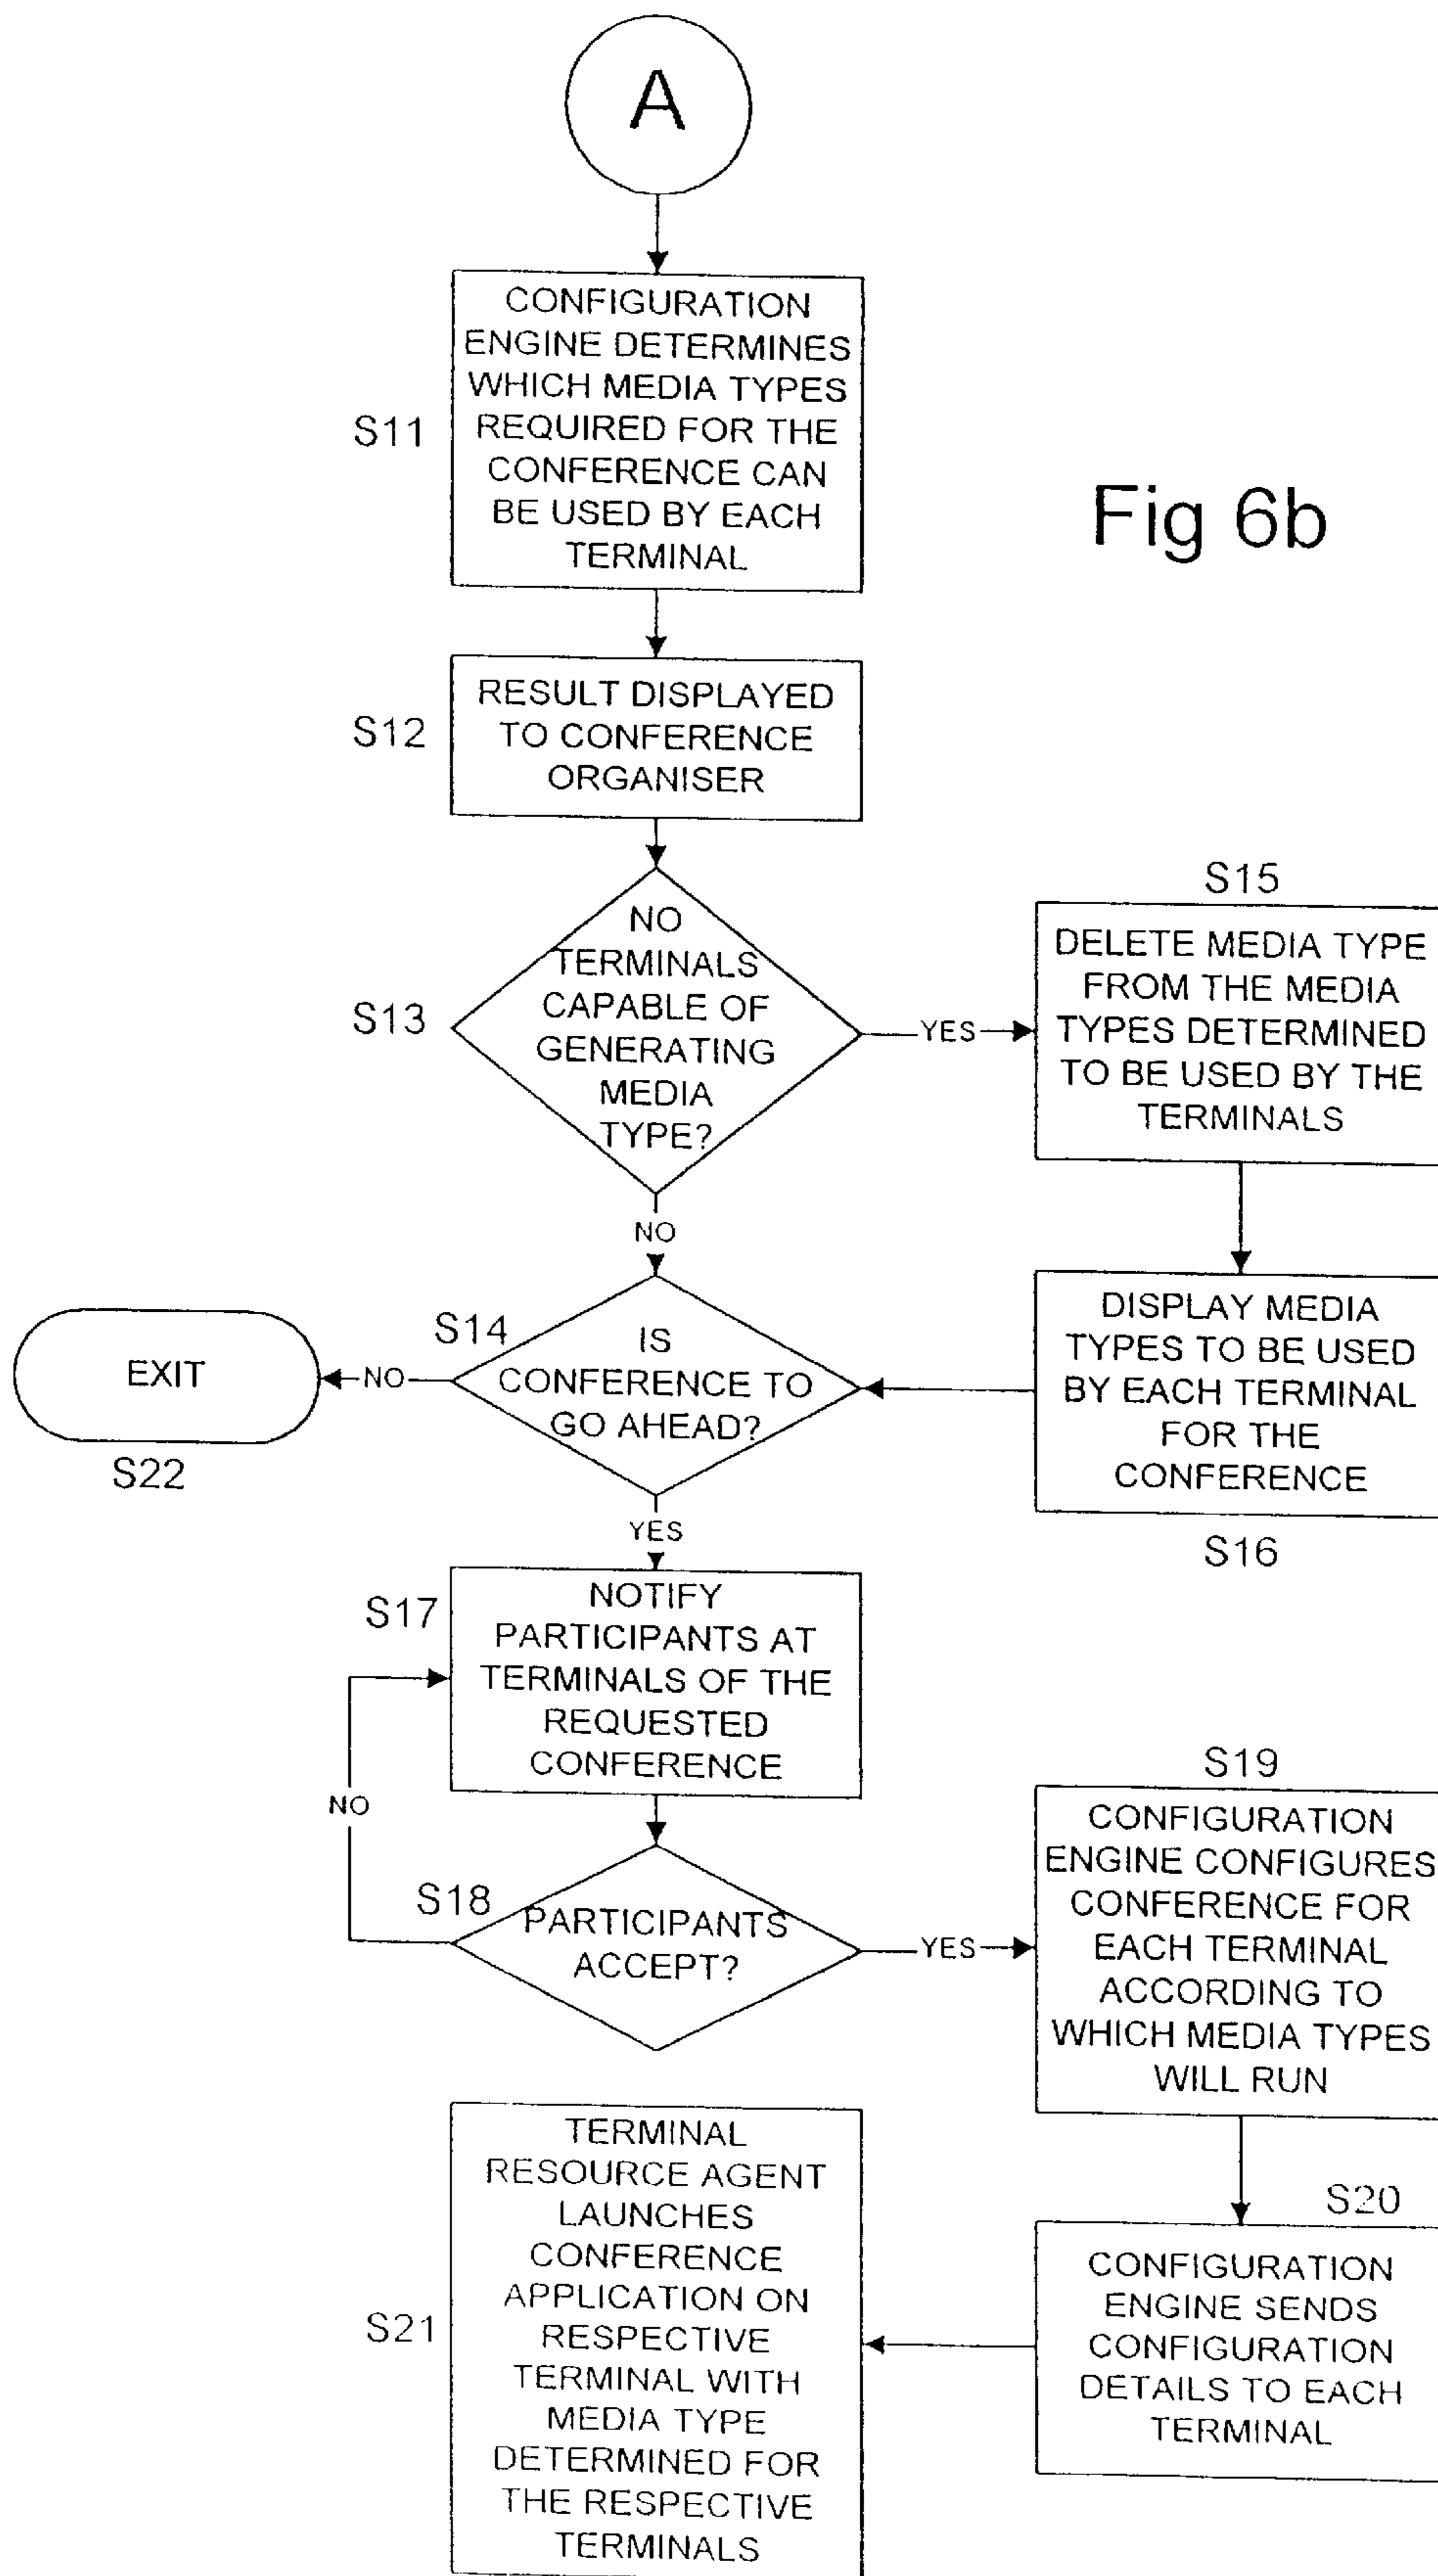 A
S11
CONFIGURATION
ENGINE DETERMINES
WHICH MEDIA TYPES
REQUIRED FOR THE
CONFERENCE CAN
BE USED BY EACH
TERMINAL
Fig 6b
S12
RESULT DISPLAYED
TO CONFERENCE
ORGANISER
S13
NO
TERMINALS
CAPABLE OF
GENERATING
MEDIA
TYPE?
YES
S15
DELETE MEDIA TYPE
FROM THE MEDIA
TYPES DETERMINED
TO BE USED BY THE
TERMINALS
NO
S14
IS
CONFERENCE TO
GO AHEAD?
NO
EXIT
S22
DISPLAY MEDIA
TYPES TO BE USED
BY EACH TERMINAL
FOR THE
CONFERENCE
S16
YES
S17
NOTIFY
PARTICIPANTS AT
TERMINALS OF THE
REQUESTED
CONFERENCE
NO
S18
PARTICIPANTS
ACCEPT?
YES
S19
CONFIGURATION
ENGINE CONFIGURES
CONFERENCE FOR
EACH TERMINAL
ACCORDING TO
WHICH MEDIA TYPES
WILL RUN
S20
CONFIGURATION
ENGINE SENDS
CONFIGURATION
DETAILS TO EACH
TERMINAL
S21
TERMINAL
RESOURCE AGENT
LAUNCHES
CONFERENCE
APPLICATION ON
RESPECTIVE
TERMINAL WITH
MEDIA TYPE
DETERMINED FOR
THE RESPECTIVE
TERMINALS